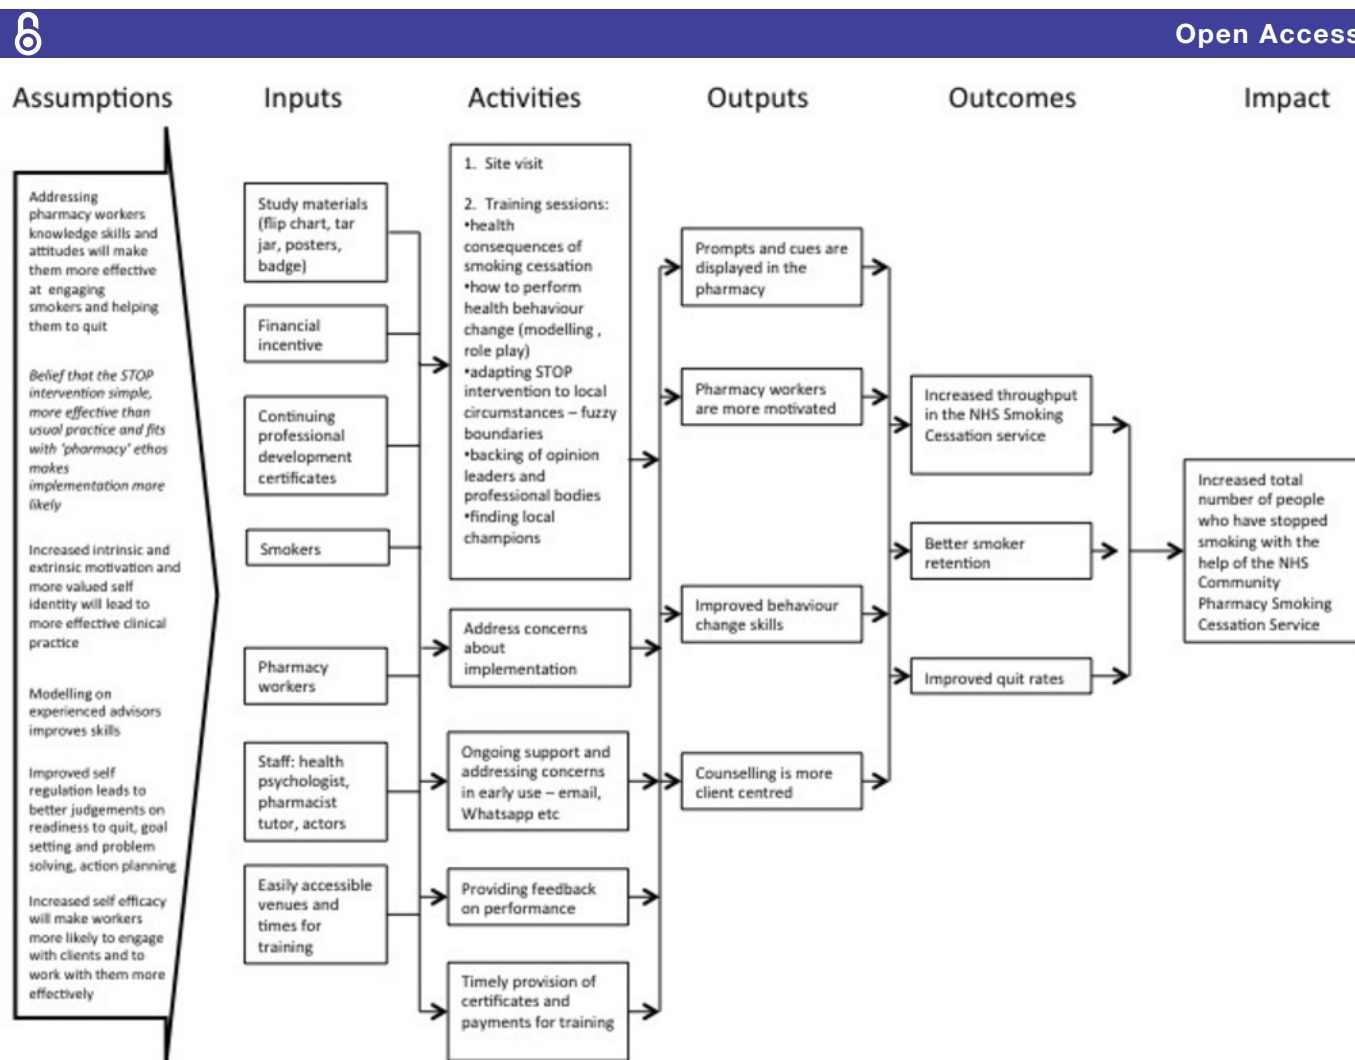 Open Access
Assumptions
Inputs
Activities
Outputs
Outcomes
Impact
Addressing
pharmacy workers
knowledge skills and
attitudes will make
them more effective
at engaging
smokers and helping
them to quit
Belief that the STOP
intervention simple,
more effective than
usual practice and fits
with 'pharmacy' ethos
makes
implementation more
likely
Increased intrinsic and
extrinsic motivation and
more valued self
identity will lead to
more effective clinical
practice
Modelling on
experienced advisors
improves skills
Improved self
regulation leads to
better judgements on
readiness to quit, goal
setting and problem
solving, action planning
Increased self efficacy
will make workers
more likely to engage
with clients and to
work with them more
effectively
Study materials
(flip chart, tar
jar, posters,
badge)
Financial
incentive
Continuing
professional
development
certificates
Smokers
Pharmacy
workers
Staff: health
psychologist,
pharmacist
tutor, actors
Easily accessible
venues and
times for
training
1. Site visit
2. Training sessions:
•health
consequences of
smoking cessation
•how to perform
health behaviour
change (modelling ,
role play)
•adapting STOP
intervention to local
circumstances – fuzzy
boundaries
•backing of opinion
leaders and
professional bodies
•finding local
champions
Address concerns
about
implementation
Ongoing support and
addressing concerns
in early use – email,
Whatsapp etc
Providing feedback
on performance
Timely provision of
certificates and
payments for training
Prompts and cues are
displayed in the
pharmacy
Pharmacy workers
are more motivated
Improved behaviour
change skills
Counselling is more
client centred
Increased throughput
in the NHS Smoking
Cessation service
Better smoker
retention
Improved quit rates
Increased total
number of people
who have stopped
smoking with the
help of the NHS
Community
Pharmacy Smoking
Cessation Service